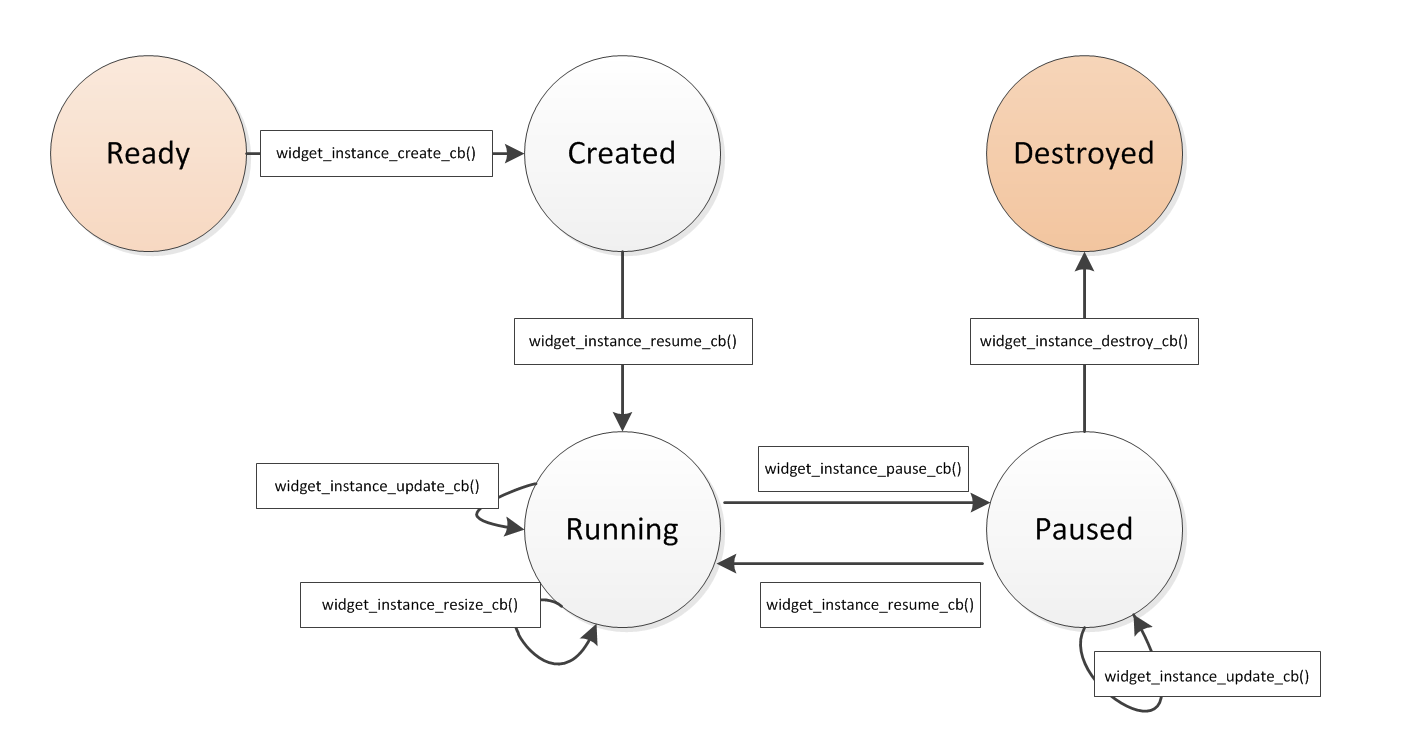 Ready
widget_instance_create_cb()
Created
Destroyed
widget_instance_resume_cb()
widget_instance_destroy_cb()
widget_instance_update_cb()
Running
widget_instance_pause_cb()
Paused
widget_instance_resize_cb()
widget_instance_resume_cb()
widget_instance_update_cb()